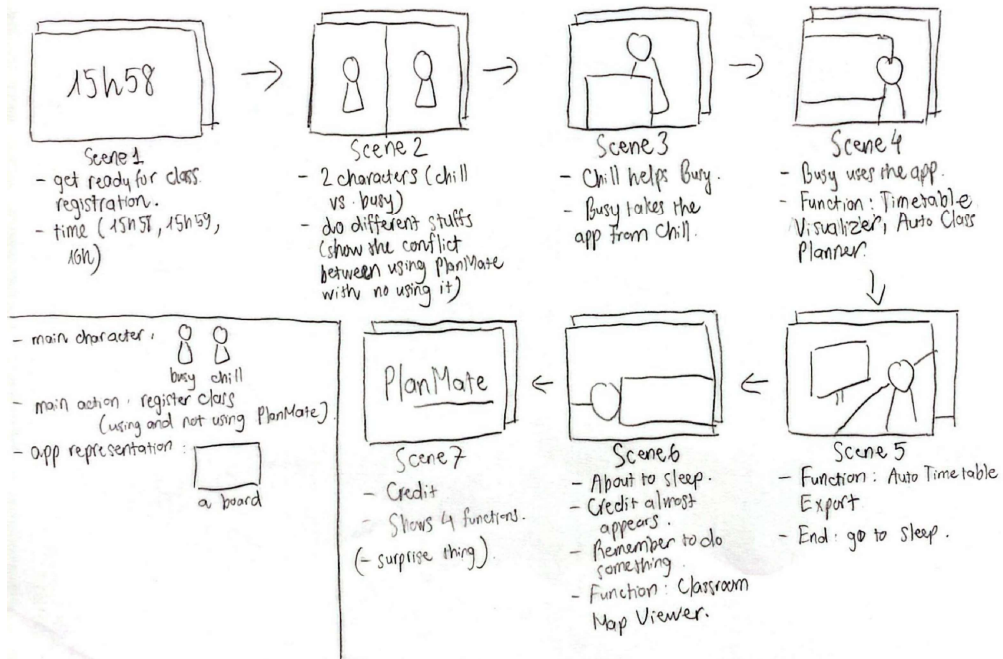 15h58
Scene 1
- get ready for class
registration.
- time (15h58, 15h59,
16h)
Scene 2
- 2 characters (chill
vs. busy)
- do different stuffs
(show the conflict
between using PlanMate
with no using it)
Scene 3
- Chill helps Busy.
- Busy takes the
app from Chill.
Scene 4
- Busy uses the app.
- Function: Timetable
Visualizer, Auto Class
Planner.
Scene 5
- Function: Auto Timetable
Export
- End: go to sleep.
Scene 6
- About to sleep.
- Credit almost
appears.
- Remember to do
something
- Function: Classroom
Map Viewer.
PlanMate
Scene 7
- Credit
- Shows 4 functions.
(- surprise thing).
- main character:
busy chill
- main action: register class
(using and not using PlanMate).
- app representation:
a board